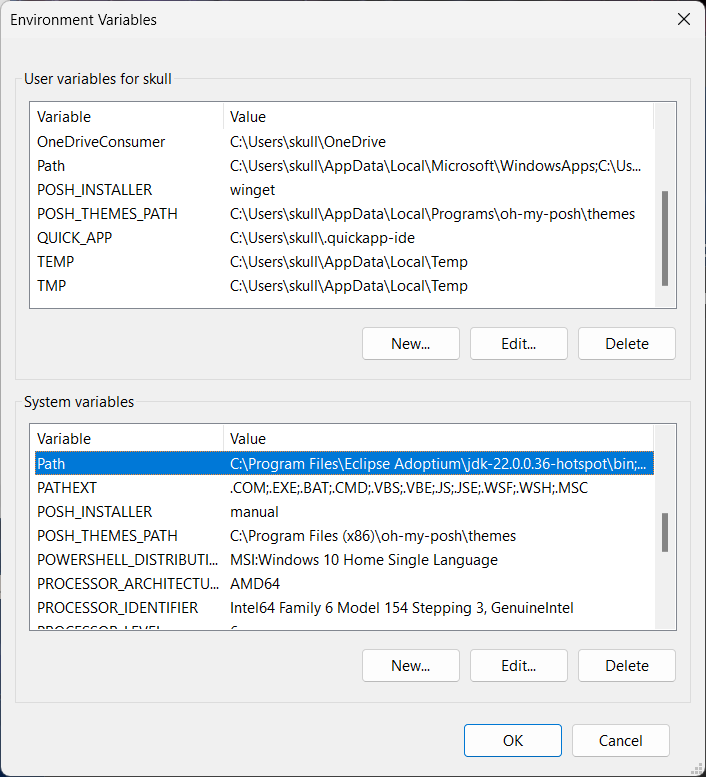 Environment Variables
User variables for skull
Variable Value
OneDriveConsumer C:\Users\skull\OneDrive
Path C:\Users\skull\AppData\Local\Microsoft\WindowsApps;C:\Us...
POSH_INSTALLER winget
POSH_THEMES_PATH C:\Users\skull\AppData\Local\Programs\oh-my-posh\themes
QUICK_APP C:\Users\skull\.quickapp-ide
TEMP C:\Users\skull\AppData\Local\Temp
TMP C:\Users\skull\AppData\Local\Temp
New... Edit... Delete
System variables
Variable Value
Path C:\Program Files\Eclipse Adoptium\jdk-22.0.0.36-hotspot\bin;...
PATHEXT .COM;.EXE;.BAT;.CMD;.VBS;.VBE;.JS;.JSE;.WSF;.WSH;.MSC
POSH_INSTALLER manual
POSH_THEMES_PATH C:\Program Files (x86)\oh-my-posh\themes
POWERSHELL_DISTRIBUTI... MSI:Windows 10 Home Single Language
PROCESSOR_ARCHITECTU... AMD64
PROCESSOR_IDENTIFIER Intel64 Family 6 Model 154 Stepping 3, GenuineIntel
PROCESSOR_LEVEL 6
New... Edit... Delete
OK Cancel